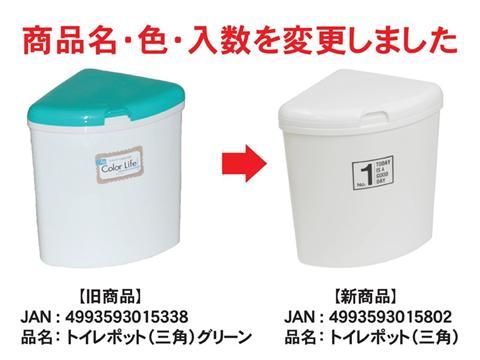 商品名・色・入数を変更しました
Color Life
No. 1
TODAY
IS A
GOOD
DAY
【旧商品】
JAN : 4993593015338
品名: トイレポット(三角)グリーン
【新商品】
JAN : 4993593015802
品名: トイレポット(三角)